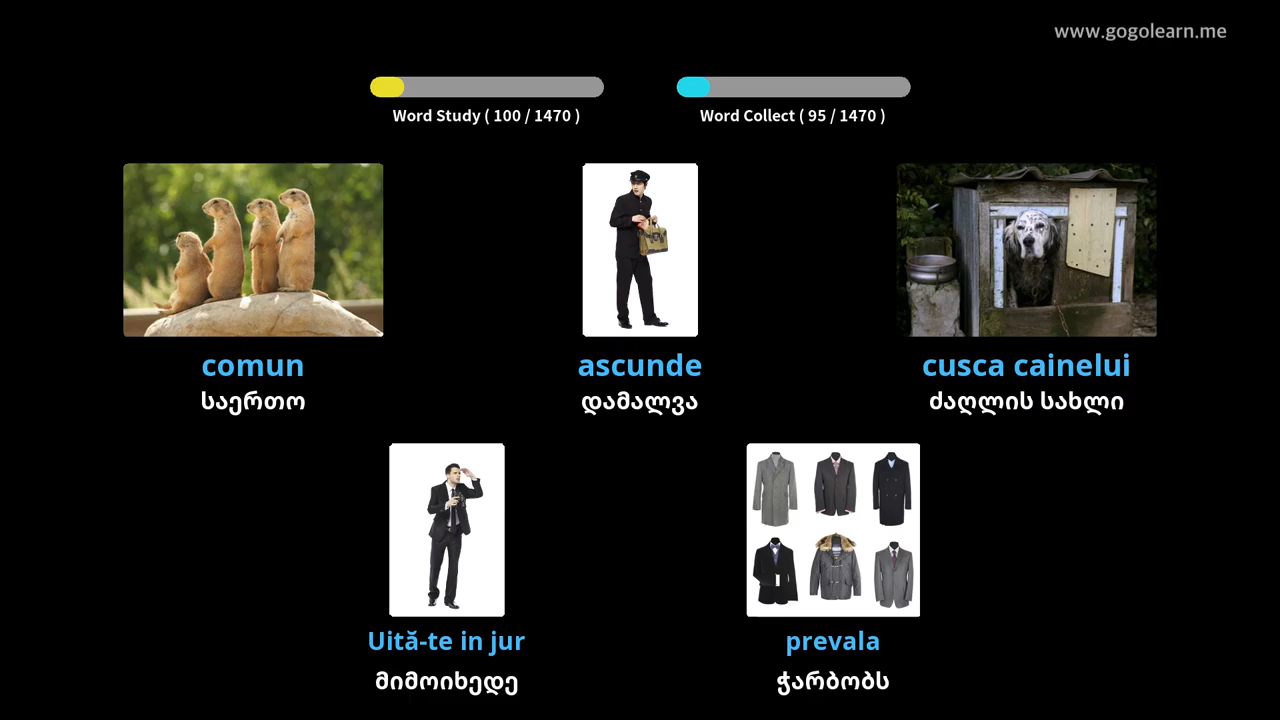 www.gogolearn.me
Word Study ( 100 / 1470 )
Word Collect ( 95 / 1470 )
comun
საერთო
ascunde
დამალვა
cusca cainelui
ძაღლის სახლი
Uită-te in jur
მიმოიხედე
prevala
ჭარბობს